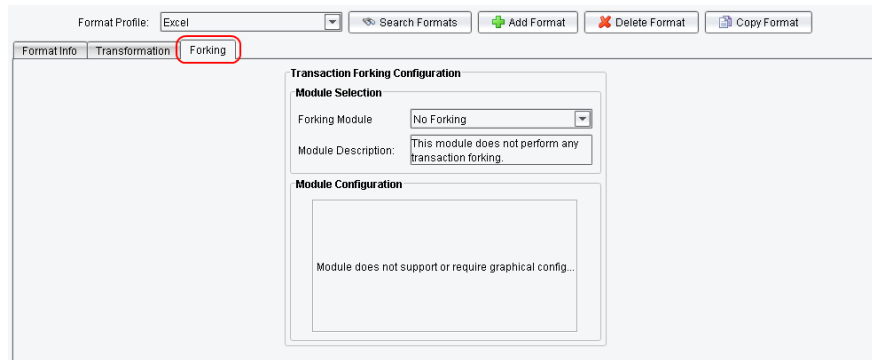 Format Profile: Excel Search Formats Add Format Delete Format Copy Format
Format Info Transformation Forking
Transaction Forking Configuration
Module Selection
Forking Module No Forking
Module Description: This module does not perform any
transaction forking.
Module Configuration
Module does not support or require graphical config...